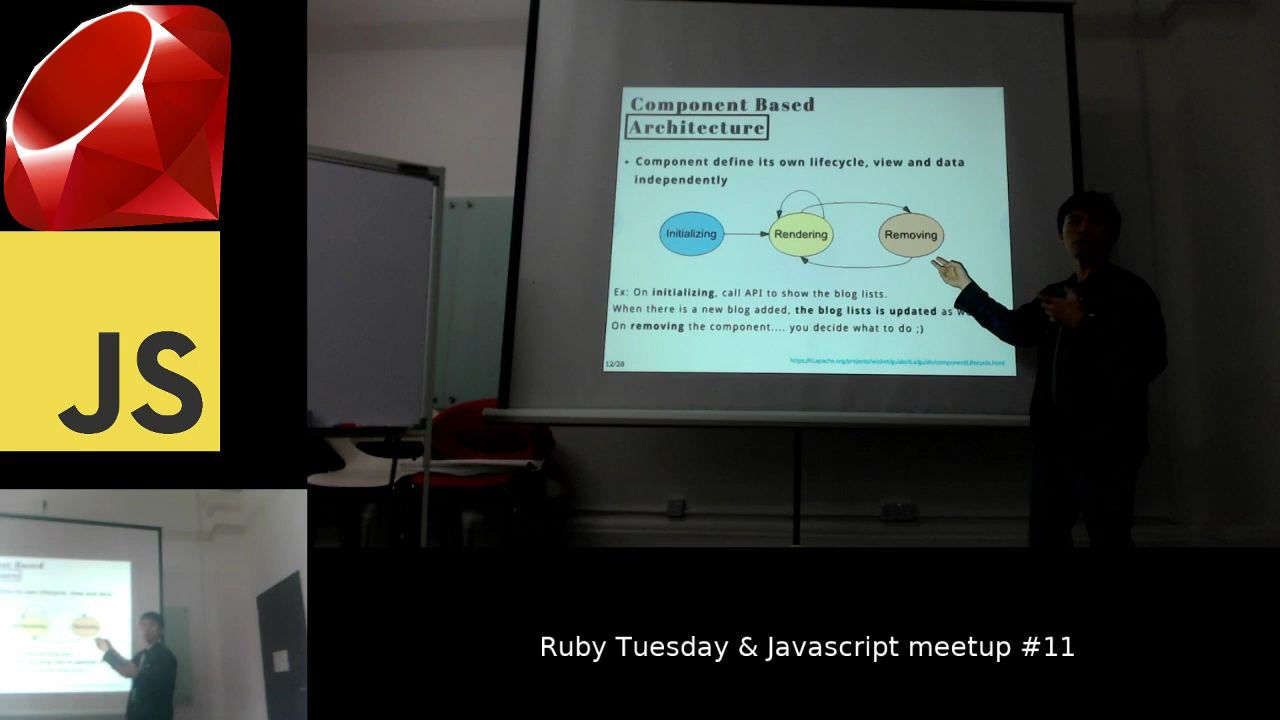 Component Based
Architecture
• Component define its own lifecycle, view and data
independently
Initializing
Rendering
Removing
Ex: On initializing, call API to show the blog lists.
When there is a new blog added, the blog lists is updated as
On removing the component.... you decide what to do ;)
12/28
JS
Ruby Tuesday & Javascript meetup #11